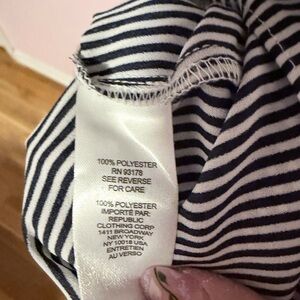 100% POLYESTER
RN 93178
SEE REVERSE
FOR CARE
100% POLYESTER
IMPORTÉ PAR:
REPUBLIC
CLOTHING CORP
1411 BROADWAY
NEW YORK
NY 10018 USA
ENTRETIEN
AU VERSO